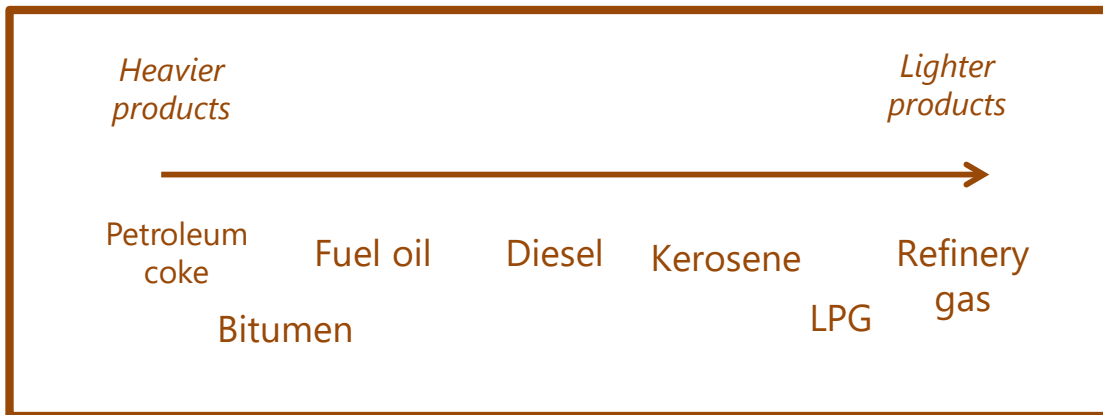 Heavier
products
Lighter
products
Petroleum
coke
Fuel oil
Diesel
Kerosene
Refinery
gas
Bitumen
LPG